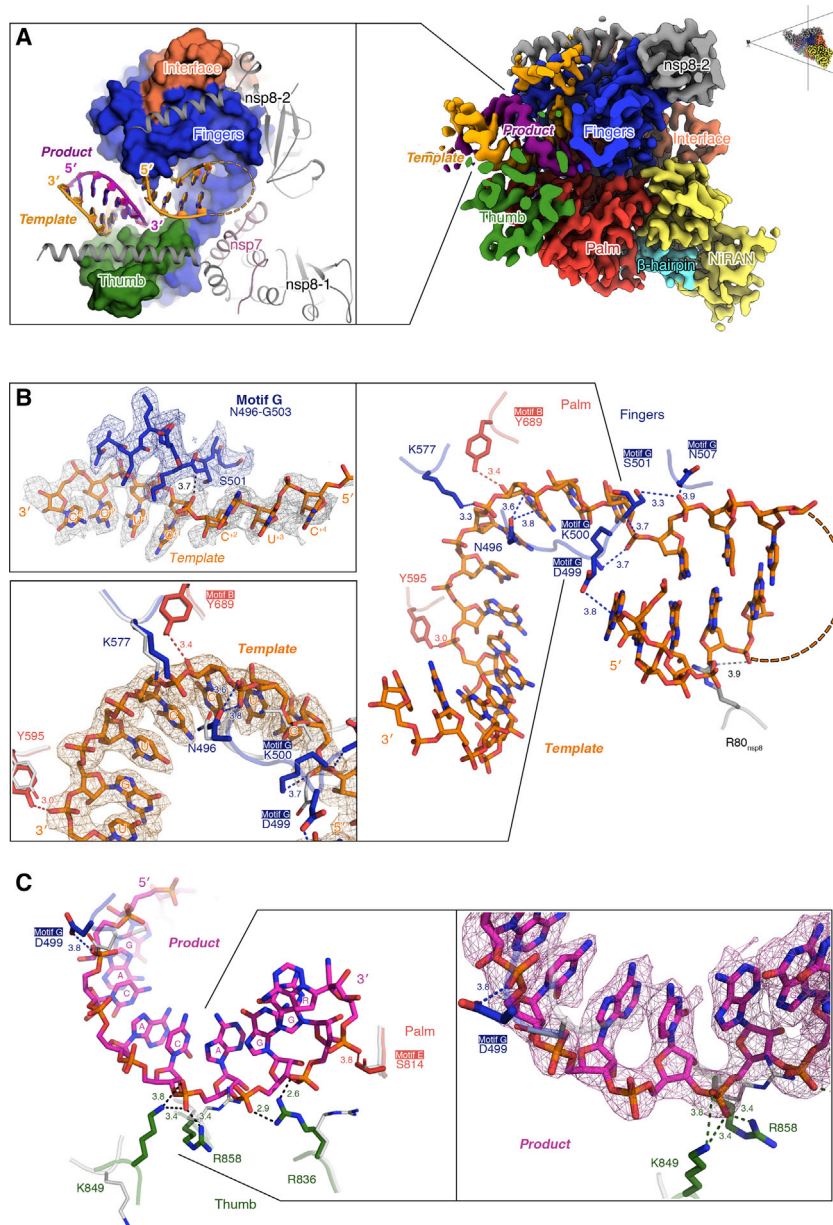 A
Interface
nsp8-2
Fingers
Product
5′
3′
5′
Template
3′
nsp7
Thumb
nsp8-1
nsp8-2
Product
Fingers
Interface
Template
Thumb
Palm
NiRAN
β-hairpin
B
Motif G
N496-G503
S501
3.7
3′
5′
Template
C+2
U+3
C+4
Motif B
Y689
K577
3.4
Template
3.6
3.8
N496
Motif G
K500
Y595
3.0
3.7
U
G
U
3′
5′
Motif G
D499
Palm
Fingers
Motif B
Y689
K577
3.4
Motif G
S501
Motif G
N507
3.3
3.6
3.8
3.3
3.9
N496
Motif G
K500
3.7
Motif G
D499
3.7
Y595
3.8
3.0
5′
3.9
3′
R80nsp8
Template
C
5′
Motif G
D499
3.8
Product
G
A
C
A
C
A
G
G
R
3′
Palm
3.8
Motif E
S814
3.8
3.4
3.4
2.9
2.6
R858
R836
K849
Thumb
3.8
Motif G
D499
Product
3.8
3.4
3.4
R858
K849